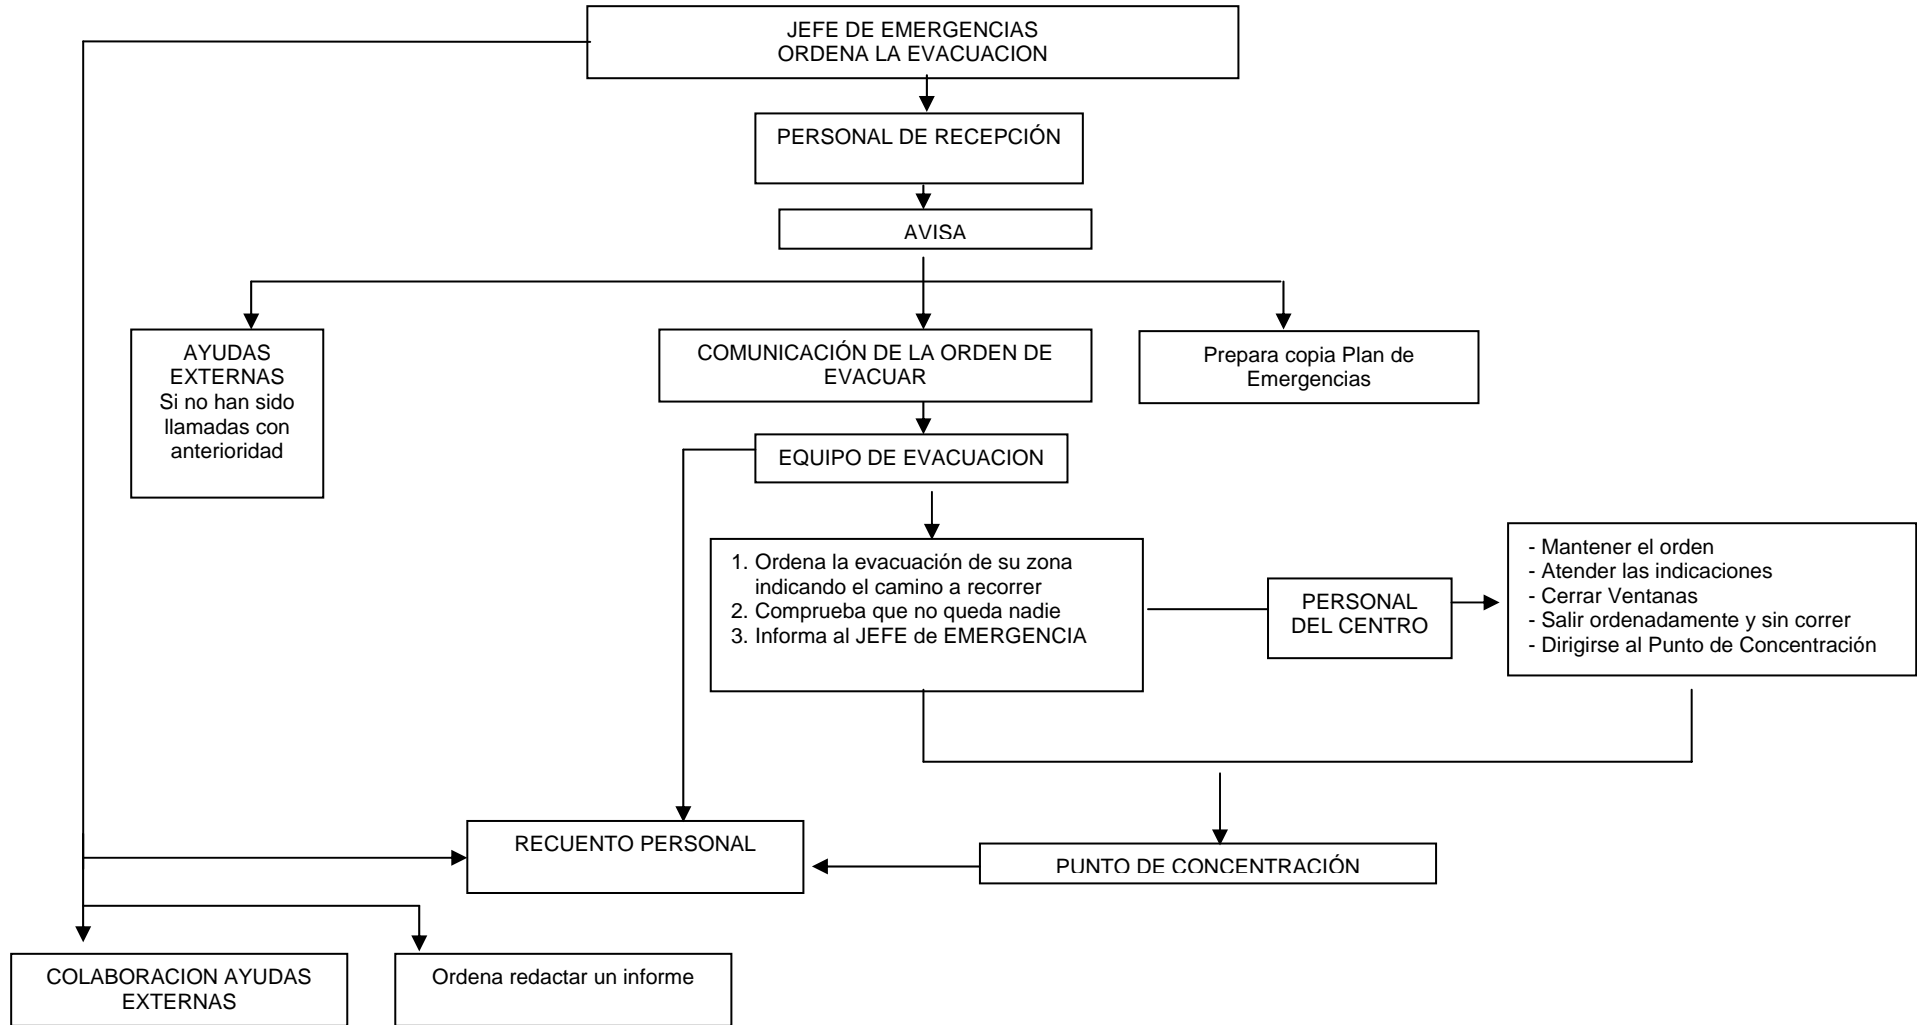 JEFE DE EMERGENCIAS
ORDENA LA EVACUACION
PERSONAL DE RECEPCIÓN
AVISA
AYUDAS
EXTERNAS
Si no han sido
llamadas con
anterioridad
COMUNICACIÓN DE LA ORDEN DE
EVACUAR
Prepara copia Plan de
Emergencias
EQUIPO DE EVACUACION
1. Ordena la evacuación de su zona
indicando el camino a recorrer
2. Comprueba que no queda nadie
3. Informa al JEFE de EMERGENCIA
PERSONAL
DEL CENTRO
- Mantener el orden
- Atender las indicaciones
- Cerrar Ventanas
- Salir ordenadamente y sin correr
- Dirigirse al Punto de Concentración
RECUENTO PERSONAL
PUNTO DE CONCENTRACIÓN
COLABORACION AYUDAS
EXTERNAS
Ordena redactar un informe